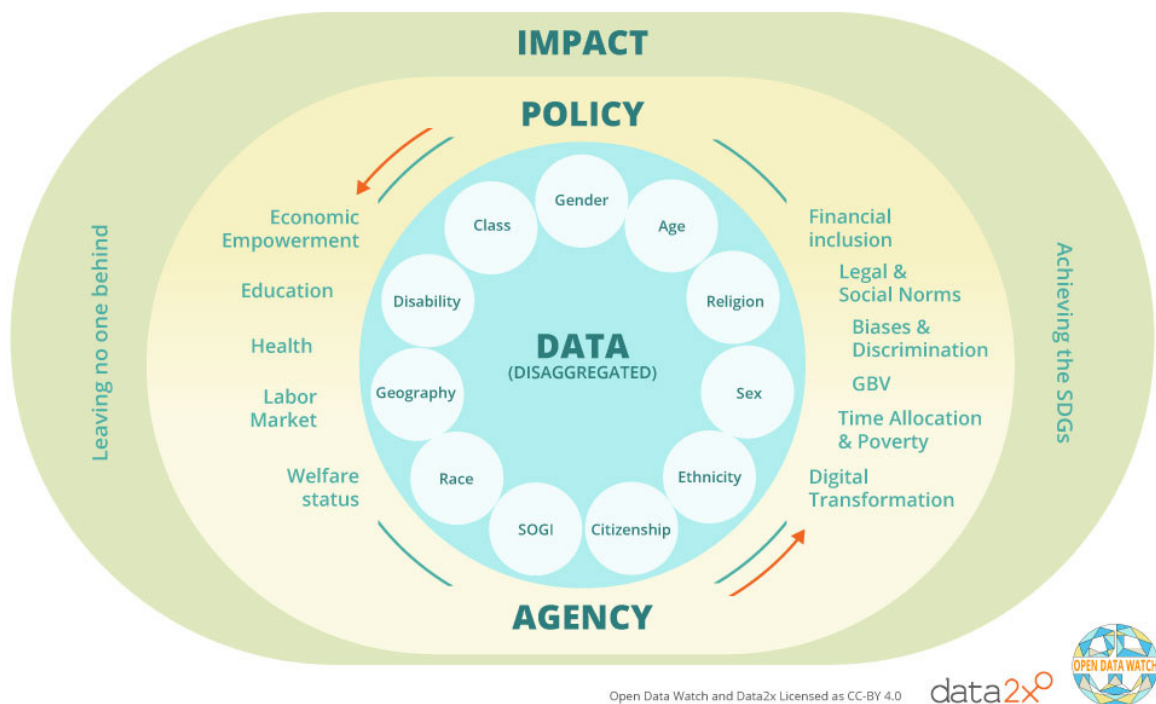 IMPACT
POLICY
Leaving no one behind
Economic
Empowerment
Education
Health
Labor
Market
Welfare
status
Gender
Age
Religion
Sex
Ethnicity
Citizenship
SOGI
Race
Geography
Disability
Class
DATA
(DISAGGREGATED)
Financial
inclusion
Legal &
Social Norms
Biases &
Discrimination
GBV
Time Allocation
& Poverty
Digital
Transformation
Achieving the SDGs
AGENCY
Open Data Watch and Data2x Licensed as CC-BY 4.0
data2x
OPEN DATA WATCH